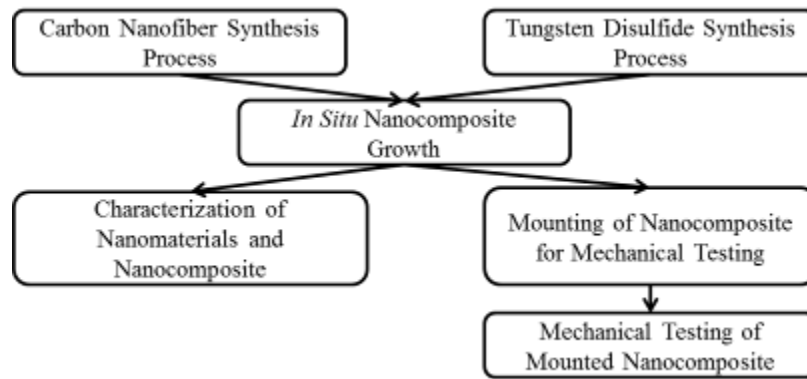 Carbon Nanofiber Synthesis
Process
Tungsten Disulfide Synthesis
Process
In Situ Nanocomposite
Growth
Characterization of
Nanomaterials and
Nanocomposite
Mounting of Nanocomposite
for Mechanical Testing
Mechanical Testing of
Mounted Nanocomposite